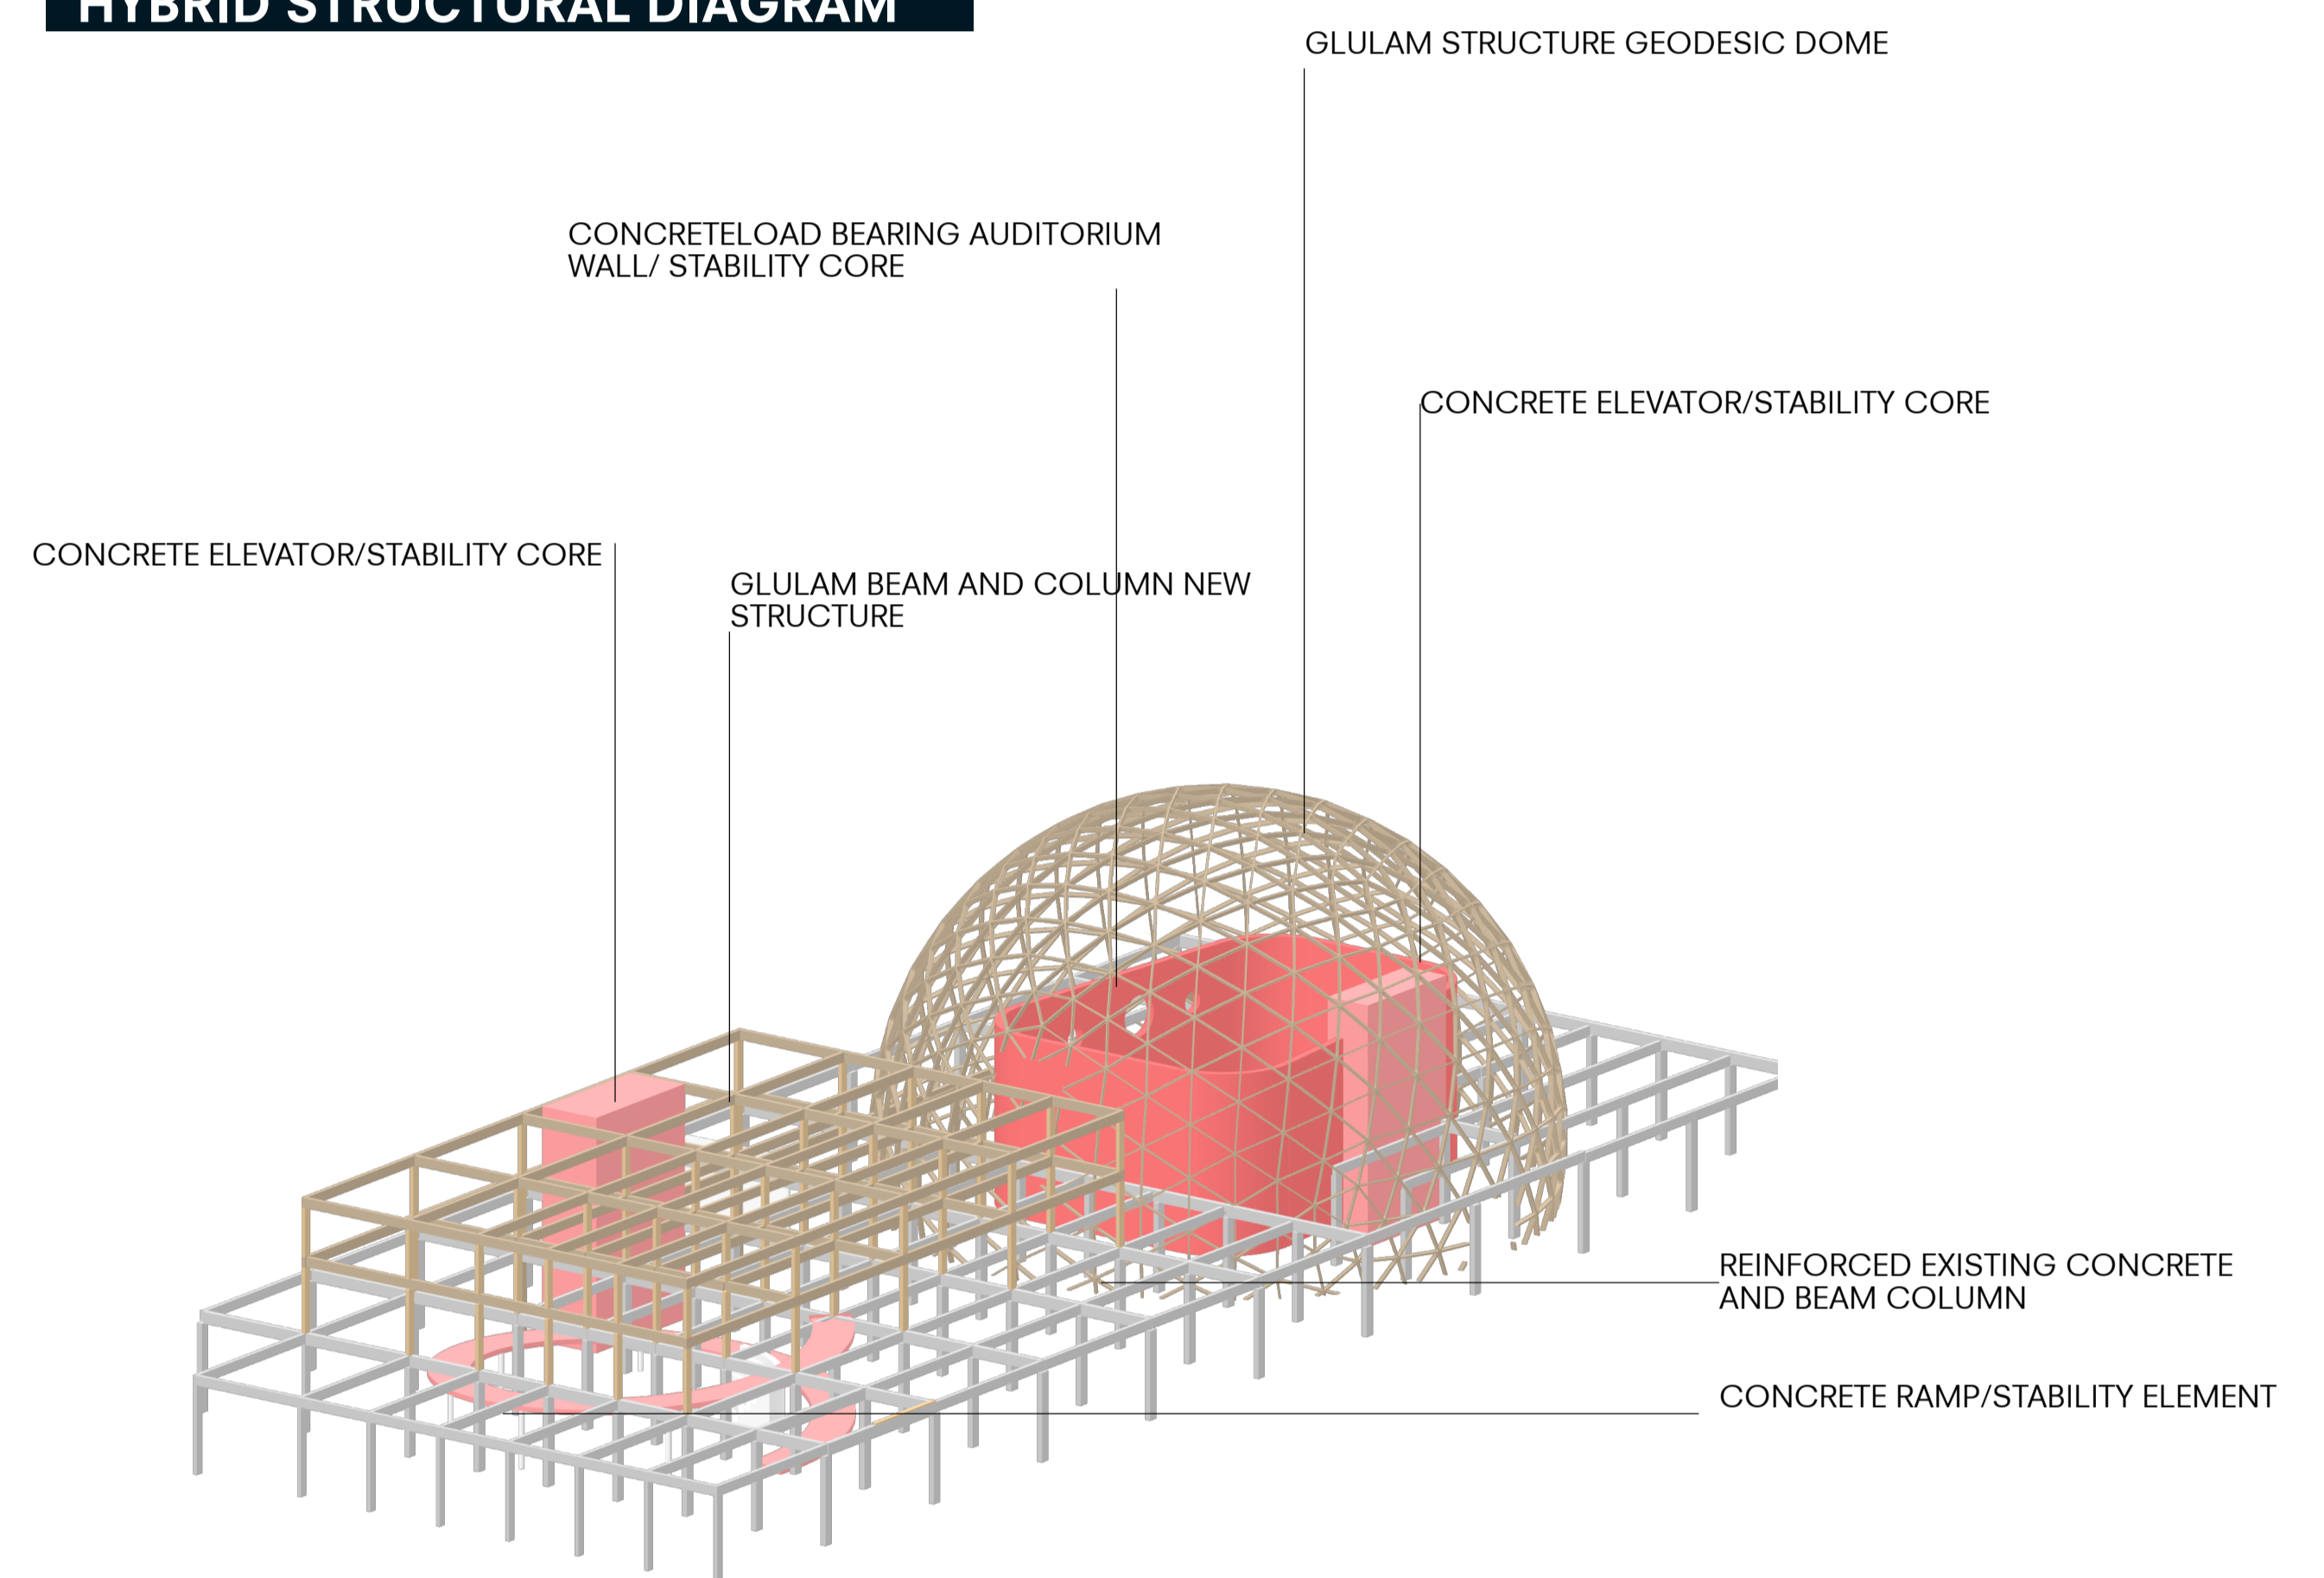 HYBRID STRUCTURAL DIAGRAM
GLULAM STRUCTURE GEODESIC DOME
CONCRETELOAD BEARING AUDITORIUM
WALL/ STABILITY CORE
CONCRETE ELEVATOR/STABILITY CORE
CONCRETE ELEVATOR/STABILITY CORE
GLULAM BEAM AND COLUMN NEW
STRUCTURE
REINFORCED EXISTING CONCRETE
AND BEAM COLUMN
CONCRETE RAMP/STABILITY ELEMENT